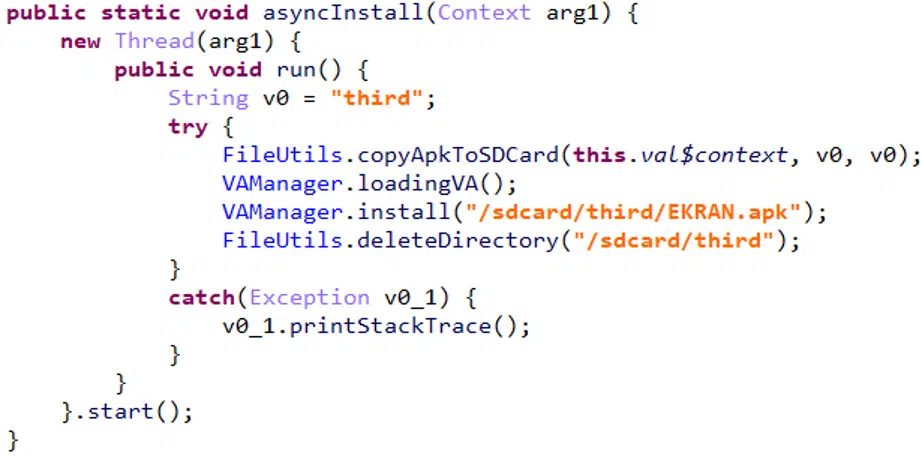 public static void asyncInstall(Context arg1) {
    new Thread(arg1) {
        public void run() {
            String v0 = "third";
            try {
                FileUtils.copyApkToSDCard(this.val$context, v0, v0);
                VAManager.loadingVA();
                VAManager.install("/sdcard/third/EKRAN.apk");
                FileUtils.deleteDirectory("/sdcard/third");
            }
            catch(Exception v0_1) {
                v0_1.printStackTrace();
            }
        }
    }.start();
}